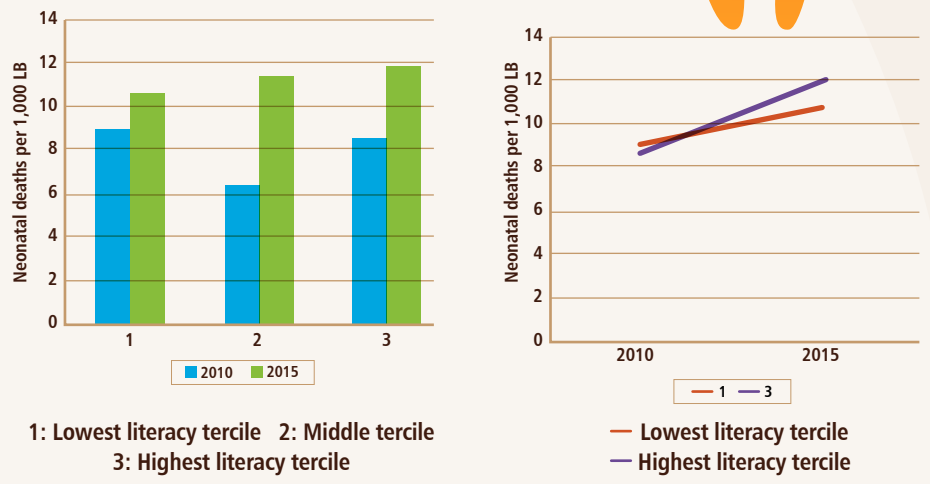 14
12
10
8
6
4
2
0
Neonatal deaths per 1,000 LB
1 2 3
2010 2015
1: Lowest literacy tercile 2: Middle tercile
3: Highest literacy tercile
14
12
10
8
6
4
2
0
Neonatal deaths per 1,000 LB
2010 2015
1 3
Lowest literacy tercile
Highest literacy tercile